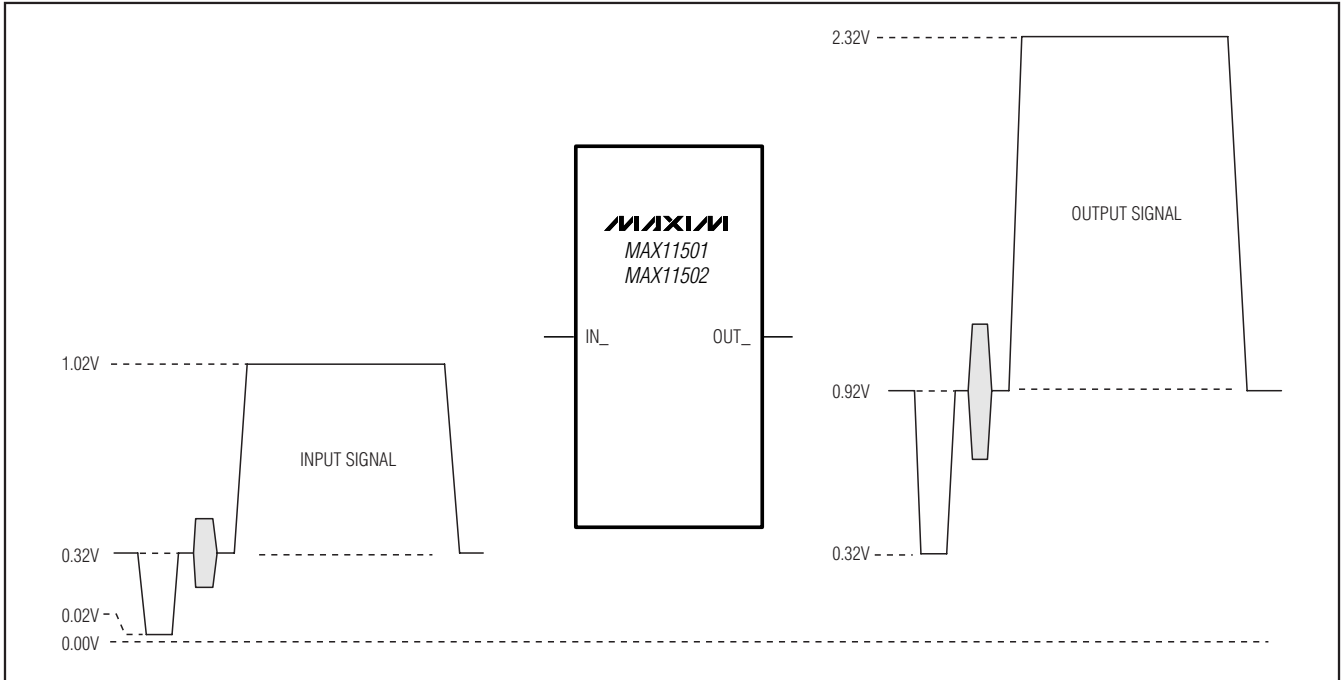 2.32V
OUTPUT SIGNAL
MAXIM
MAX11501
MAX11502
IN_ OUT_
1.02V
0.92V
INPUT SIGNAL
0.32V
0.32V
0.02V
0.00V